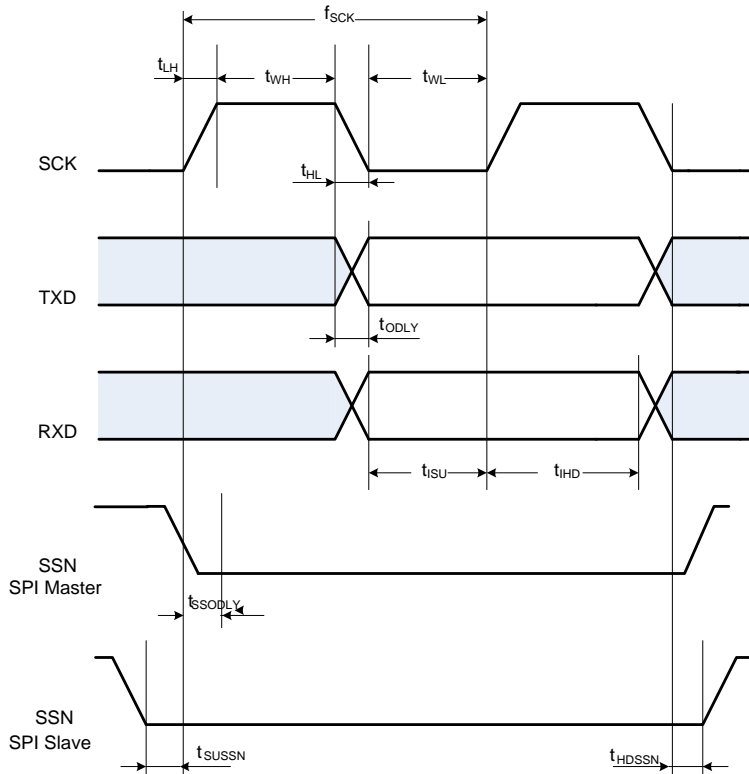 fSCK
tLH
tWH
tWL
SCK
tHL
TXD
tODLY
RXD
tISU
tIHD
SSN
SPI Master
tSSODLY
SSN
SPI Slave
tSUSSN
tHDSSN